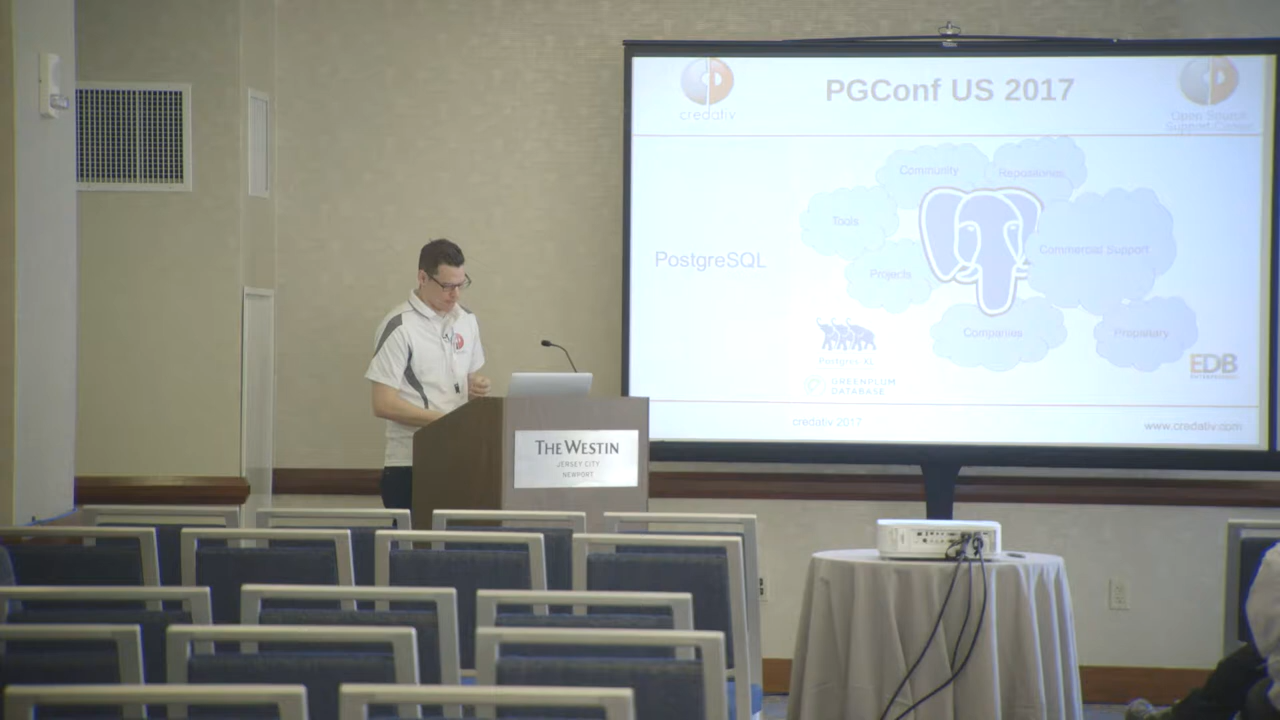 PGConf US 2017
credativ
Open Source
Support Center
Community
Repositories
Tools
PostgreSQL
Commercial Support
Projects
Companies
Propietary
Postgres-XL
GREENPLUM
DATABASE
EDB
credativ 2017
www.credativ.com
THE WESTIN
JERSEY CITY
NEWPORT